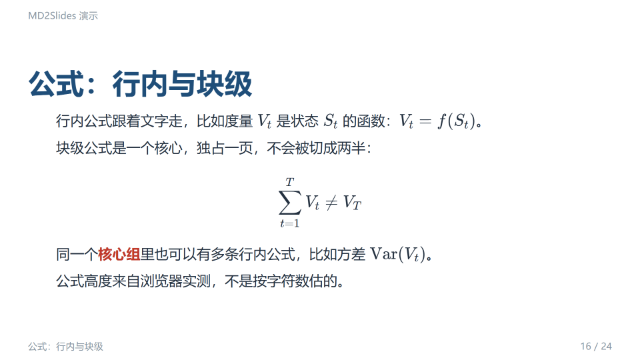 MD2Slides 演示
公式：行内与块级
行内公式跟着文字走，比如度量 V_t 是状态 S_t 的函数：V_t = f(S_t)。
块级公式是一个核心，独占一页，不会被切成两半：
\sum_{t=1}^{T} V_t ≠ V_T
同一个核心组里也可以有多条行内公式，比如方差 Var(V_t)。
公式高度来自浏览器实测，不是按字符数估的。
公式：行内与块级
16 / 24